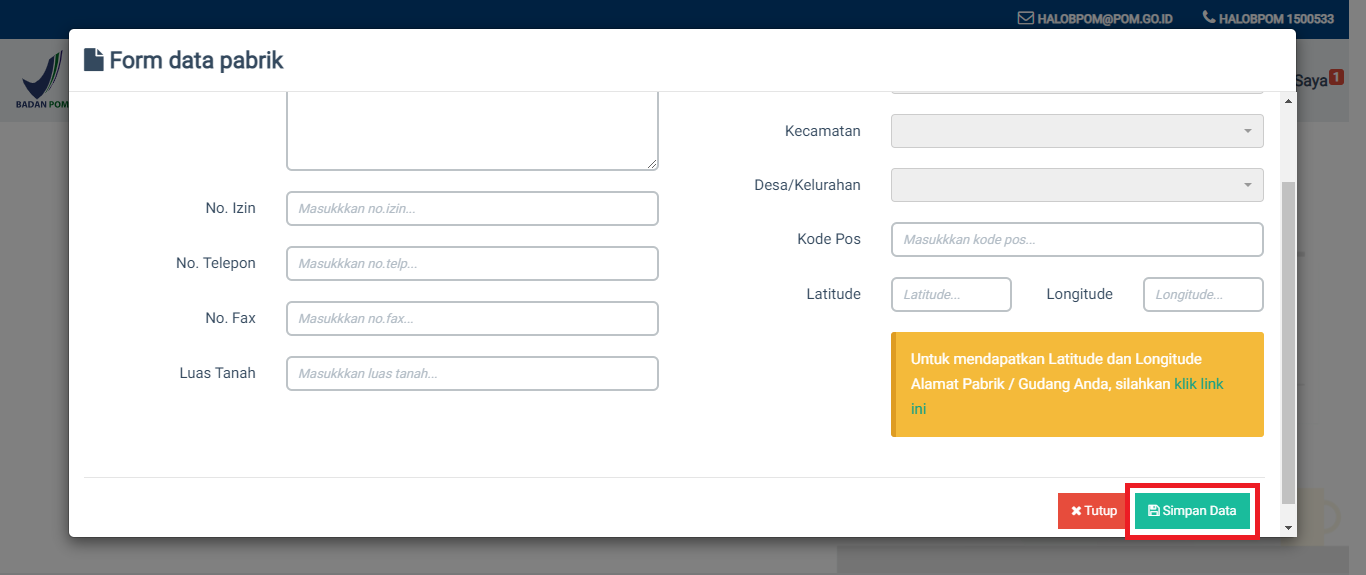 HALOBPOM@POM.GO.ID
HALOBPOM 1500533
Form data pabrik
BADAN POM
Saya
1
Kecamatan
Desa/Kelurahan
No. Izin
Masukkkan no.izin...
Kode Pos
Masukkkan kode pos...
No. Telepon
Masukkkan no.telp...
Latitude
Latitude...
Longitude
Longitude...
No. Fax
Masukkkan no.fax...
Luas Tanah
Masukkkan luas tanah...
Untuk mendapatkan Latitude dan Longitude
Alamat Pabrik / Gudang Anda, silahkan klik link
ini
Tutup
Simpan Data